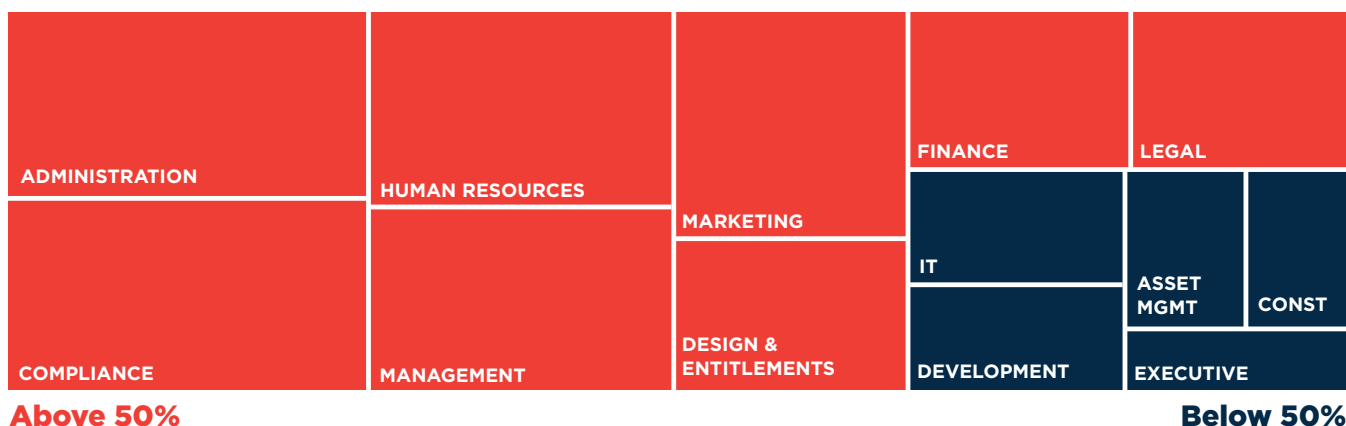 ADMINISTRATION
COMPLIANCE
HUMAN RESOURCES
MANAGEMENT
MARKETING
DESIGN &
ENTITLEMENTS
FINANCE
LEGAL
IT
DEVELOPMENT
ASSET
MGMT
CONST
EXECUTIVE
Above 50%
Below 50%